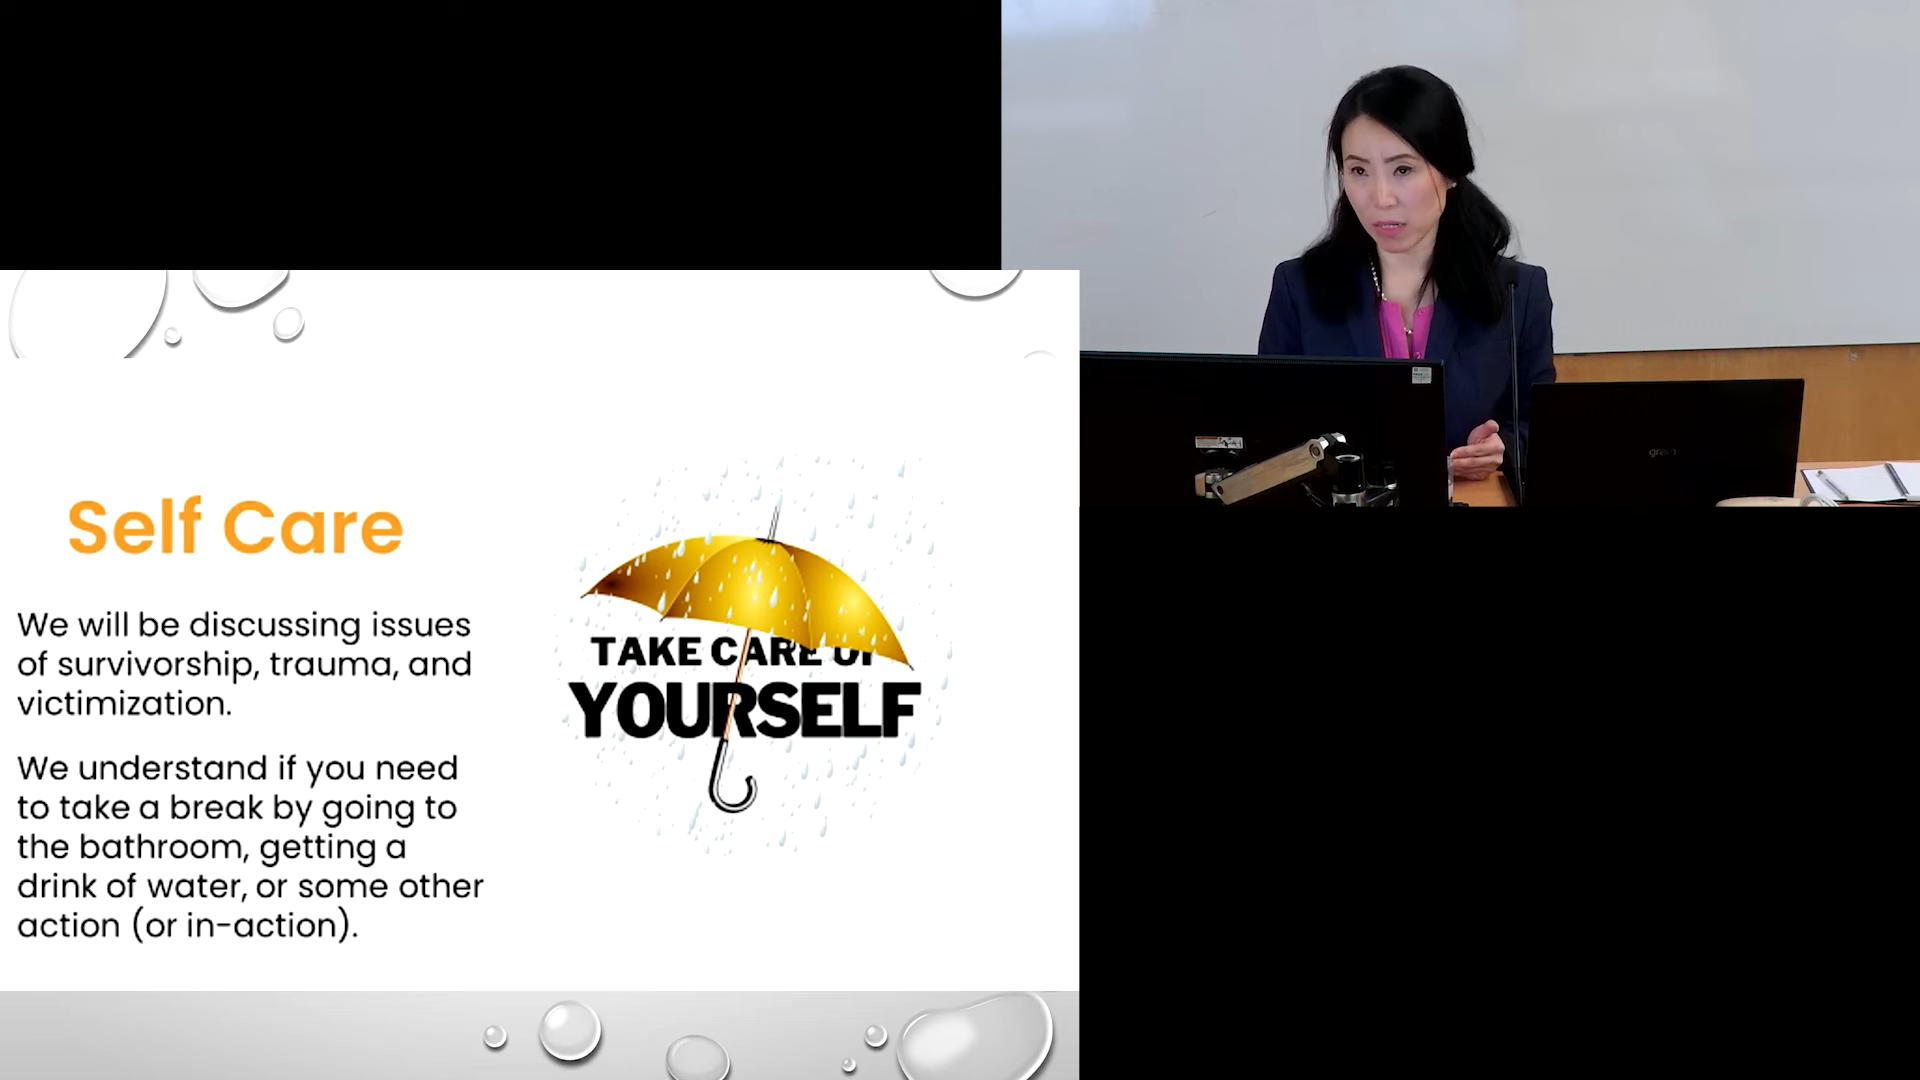 Self Care
We will be discussing issues
of survivorship, trauma, and
victimization.
We understand if you need
to take a break by going to
the bathroom, getting a
drink of water, or some other
action (or in-action).
TAKE CARE OF
YOURSELF
gram